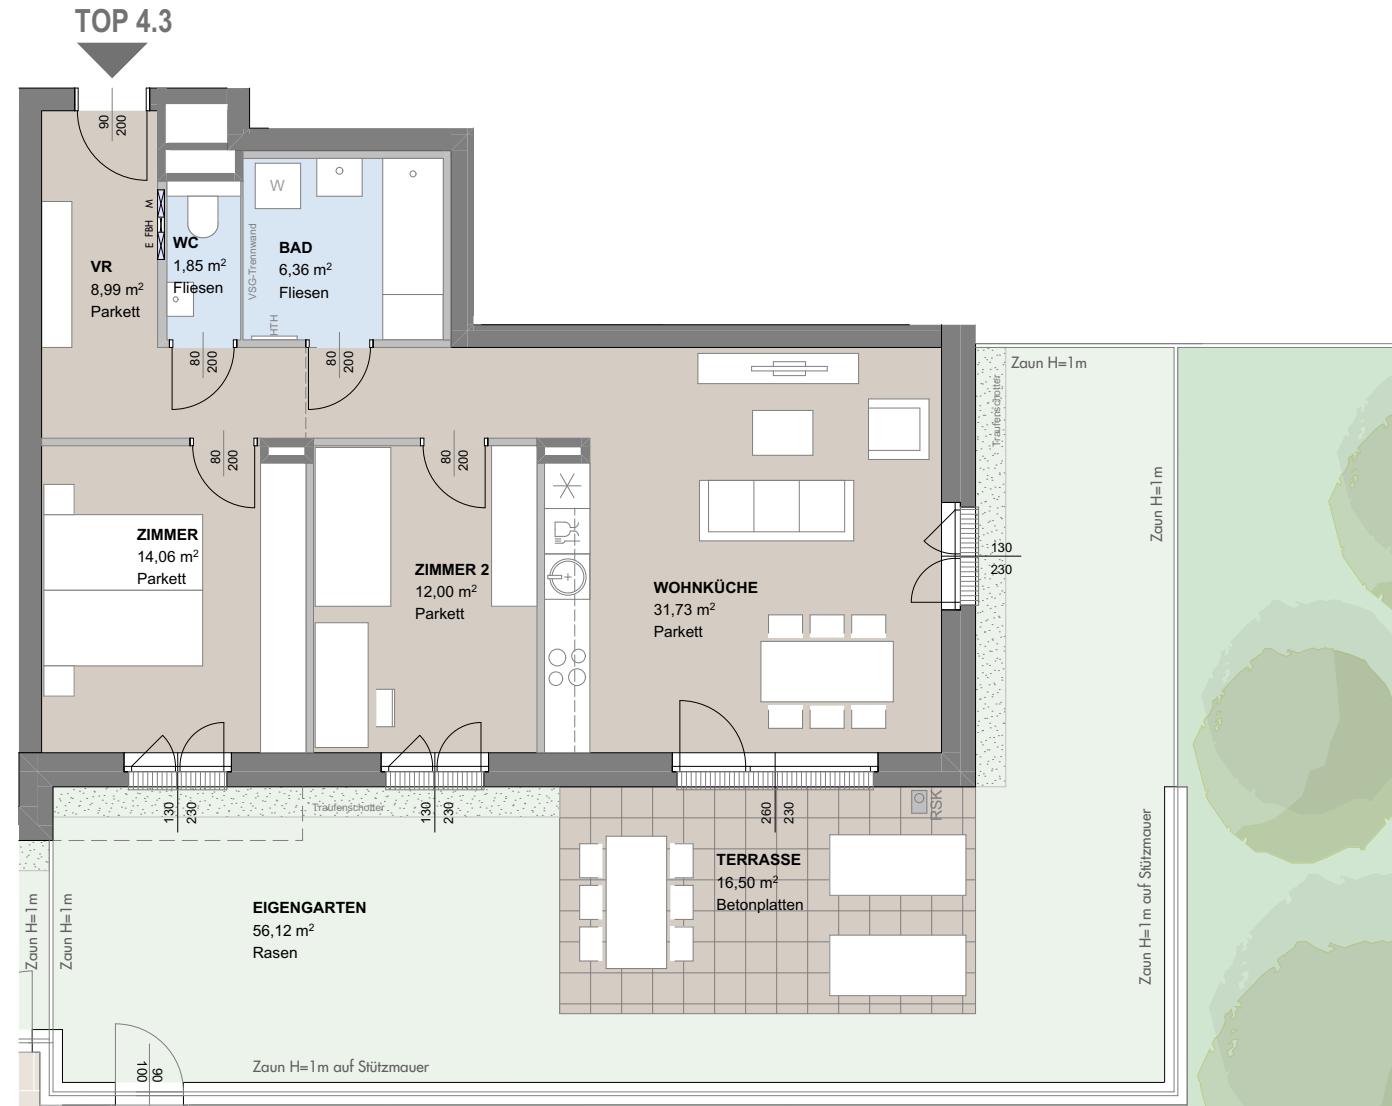 TOP 4.3
90
200
M
FBH
E
WC
1,85 m²
Fliesen
VSG-Trennwand
HTH
W
BAD
6,36 m²
Fliesen
VR
8,99 m²
Parkett
80
200
80
200
80
200
80
200
Zaun H=1m
Traufenschotter
Zaun H=1m
130
230
ZIMMER
14,06 m²
Parkett
ZIMMER 2
12,00 m²
Parkett
WOHNKÜCHE
31,73 m²
Parkett
130
230
Traufenschotter
130
230
260
230
RSK
TERRASSE
16,50 m²
Betonplatten
Zaun H=1m auf Stützmauer
EIGENGARTEN
56,12 m²
Rasen
Zaun H=1m
Zaun H=1m
90
100
Zaun H=1m auf Stützmauer